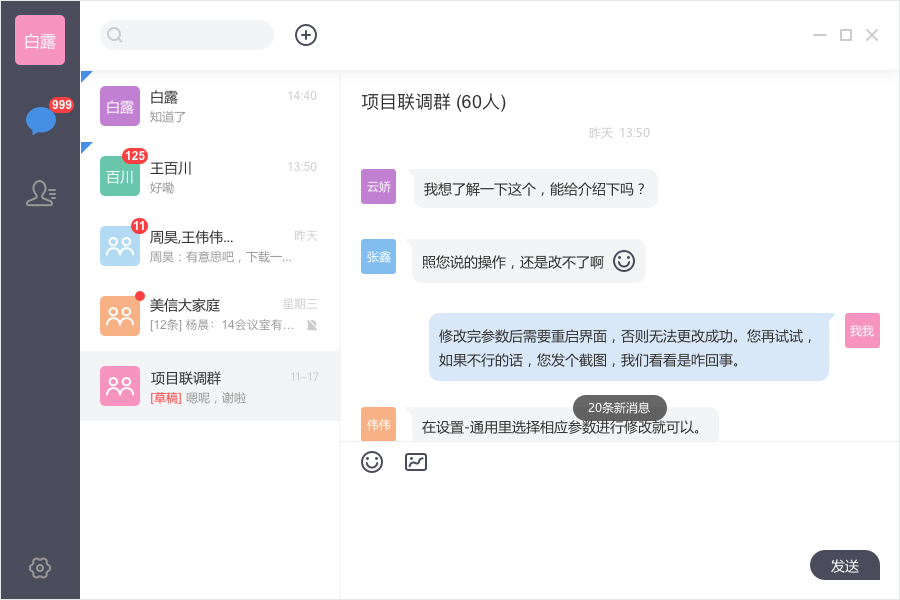 白露
999
白露
白露
14:40
知道了
125
百川
王百川
13:50
好嘞
11
周昊,王伟伟...
昨天
周昊：有意思吧，下载一...
美信大家庭
星期三
[12条] 杨晨：14会议室有...
项目联调群
11-17
[草稿] 嗯呢，谢啦
项目联调群 (60人)
昨天 13:50
云娇
我想了解一下这个，能给介绍下吗？
张鑫
照您说的操作，还是改不了啊
我我
修改完参数后需要重启界面，否则无法更改成功。您再试试，
如果不行的话，您发个截图，我们看看是咋回事。
20条新消息
伟伟
在设置-通用里选择相应参数进行修改就可以。
发送